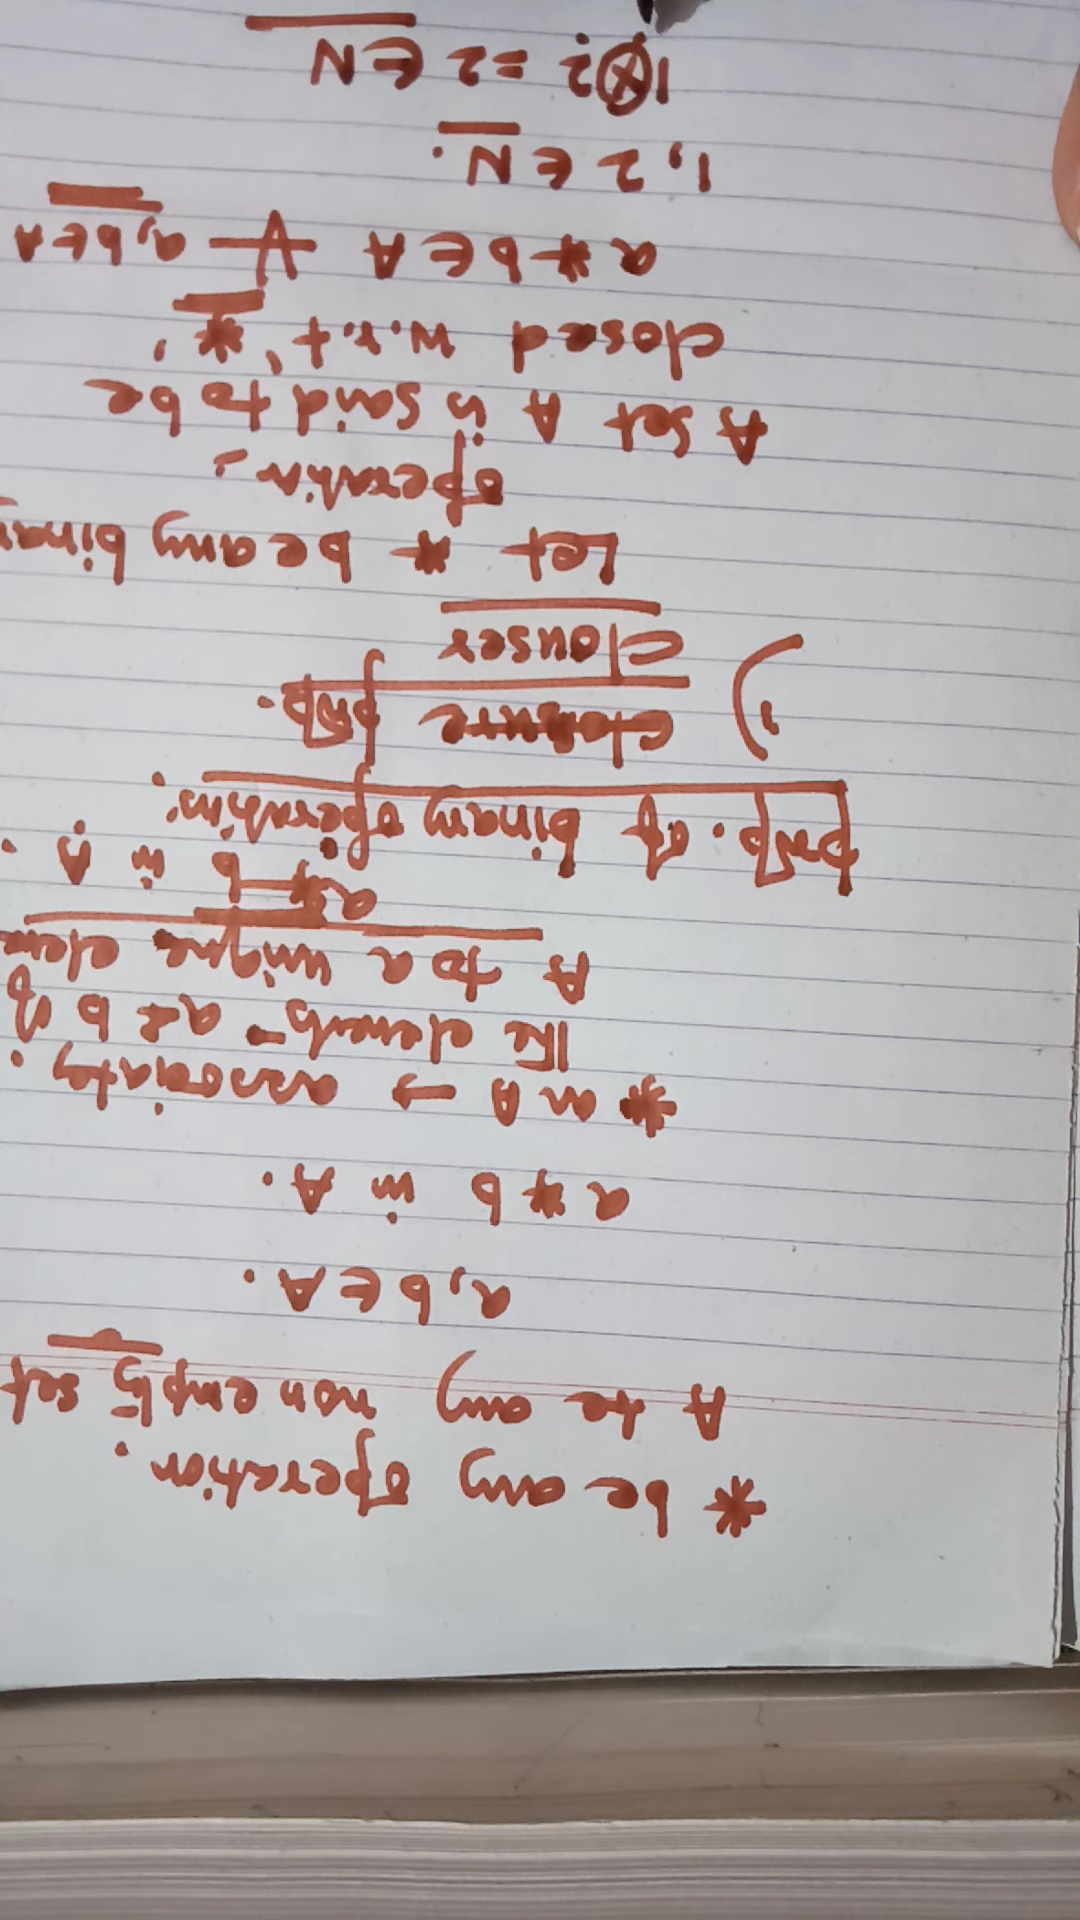 * be any operation.
A be any non empty set
a, b ∈ A.
a * b in A.
* on A → associates.
The elements a & b of
A to a unique elem
a * b in A.
prop. of binary operation.
1) closure prop.
Clouser
Let * be any binary
operation.
A set A is said to be
closed w.r.t '*'
a * b ∈ A ∀ a, b ∈ A
1, 2 ∈ N.
1 ⊗ 2 = 2 ∈ N